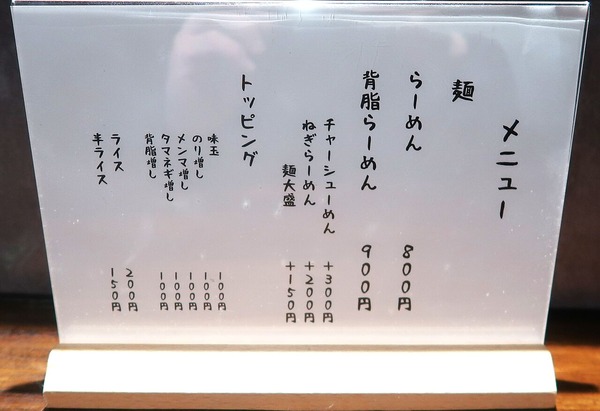 メニュー
麺
らーめん 800円
背脂らーめん 900円
チャーシューめん +300円
ねぎらーめん +200円
麺大盛 +150円
トッピング
味玉 100円
のり増し 100円
メンマ増し 100円
タマネギ増し 100円
背脂増し 100円
ライス 200円
半ライス 150円